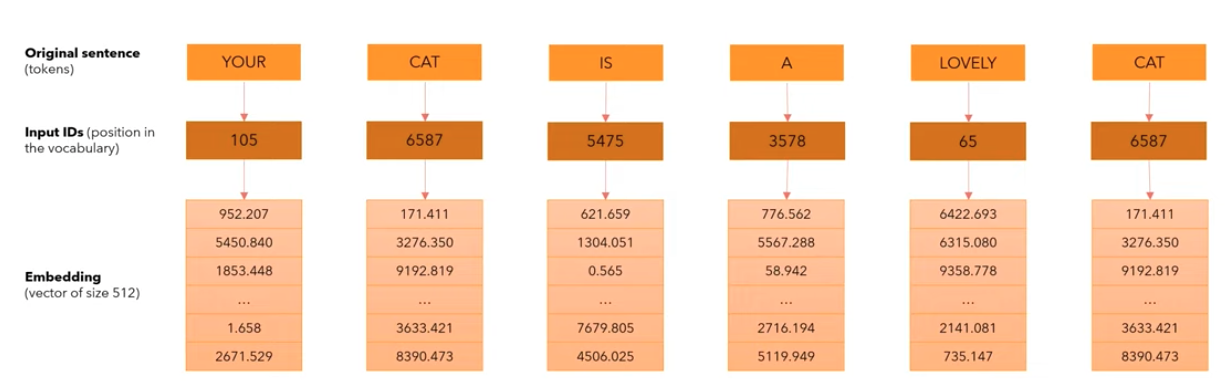 Original sentence
(tokens)
YOUR CAT IS A LOVELY CAT
Input IDs (position in
the vocabulary)
105 6587 5475 3578 65 6587
Embedding
(vector of size 512)
952.207 171.411 621.659 776.562 6422.693 171.411
5450.840 3276.350 1304.051 5567.288 6315.080 3276.350
1853.448 9192.819 0.565 58.942 9358.778 9192.819
... ... ... ... ... ...
1.658 3633.421 7679.805 2716.194 2141.081 3633.421
2671.529 8390.473 4506.025 5119.949 735.147 8390.473